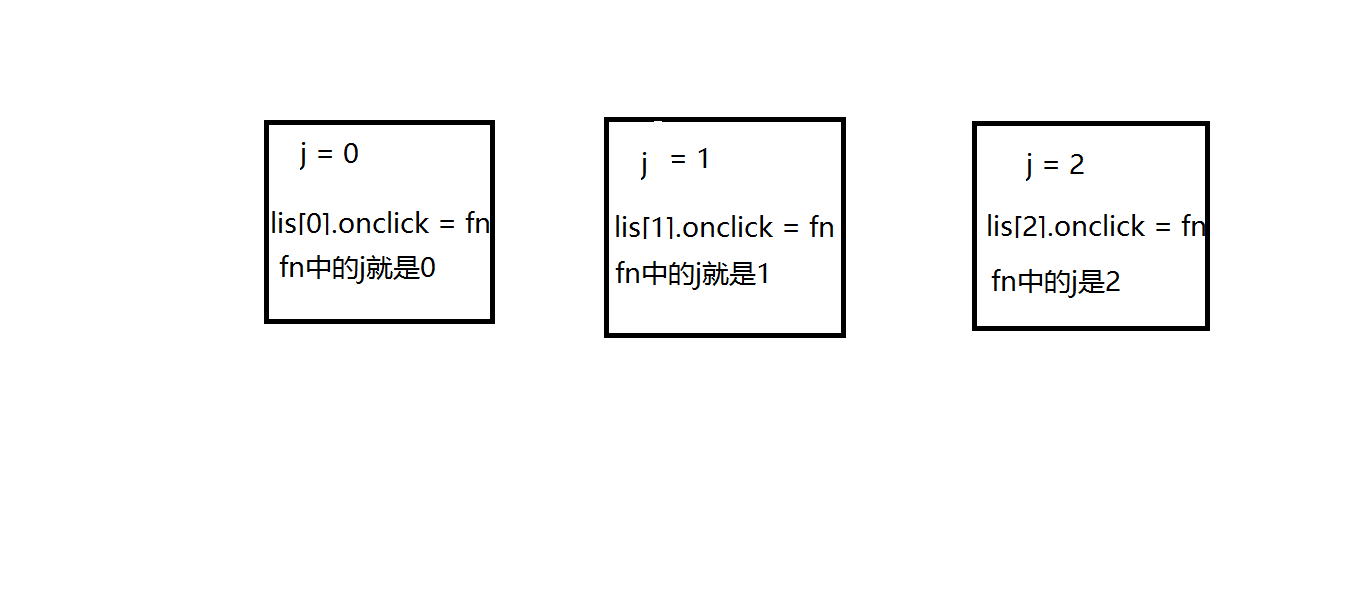 j = 0
lis[0].onclick = fn
fn中的j就是0
j = 1
lis[1].onclick = fn
fn中的j就是1
j = 2
lis[2].onclick = fn
fn中的j是2